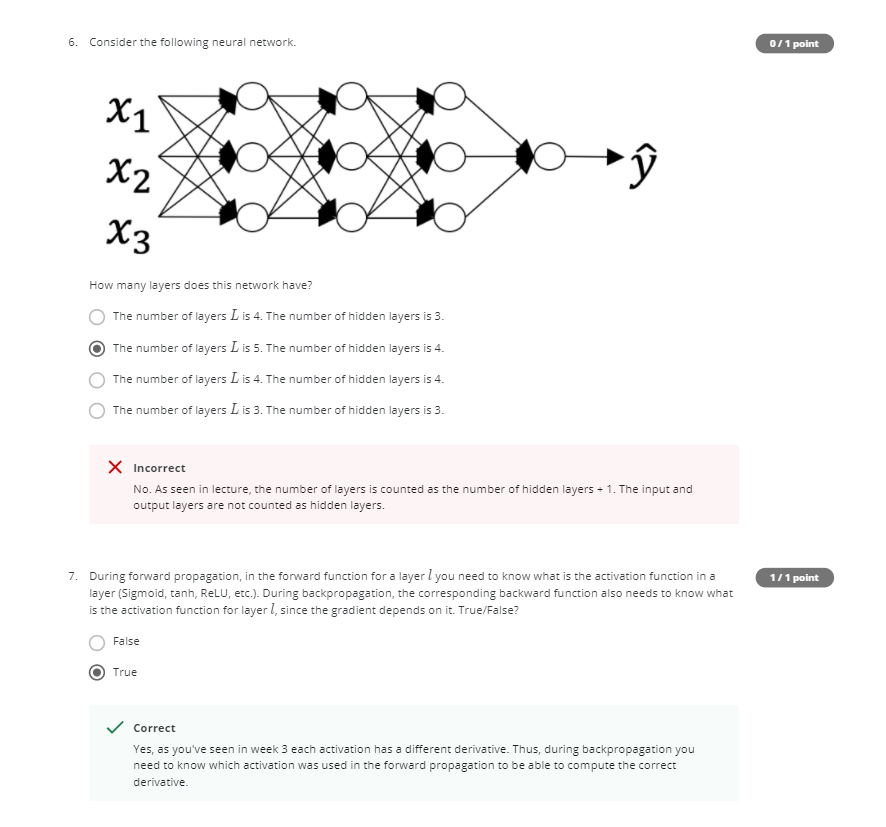 6. Consider the following neural network.
0 / 1 point
x1
x2
x3
ŷ
How many layers does this network have?
The number of layers L is 4. The number of hidden layers is 3.
The number of layers L is 5. The number of hidden layers is 4.
The number of layers L is 4. The number of hidden layers is 4.
The number of layers L is 3. The number of hidden layers is 3.
Incorrect
No. As seen in lecture, the number of layers is counted as the number of hidden layers + 1. The input and
output layers are not counted as hidden layers.
7. During forward propagation, in the forward function for a layer l you need to know what is the activation function in a
1 / 1 point
layer (Sigmoid, tanh, ReLU, etc.). During backpropagation, the corresponding backward function also needs to know what
is the activation function for layer l, since the gradient depends on it. True/False?
False
True
Correct
Yes, as you've seen in week 3 each activation has a different derivative. Thus, during backpropagation you
need to know which activation was used in the forward propagation to be able to compute the correct
derivative.